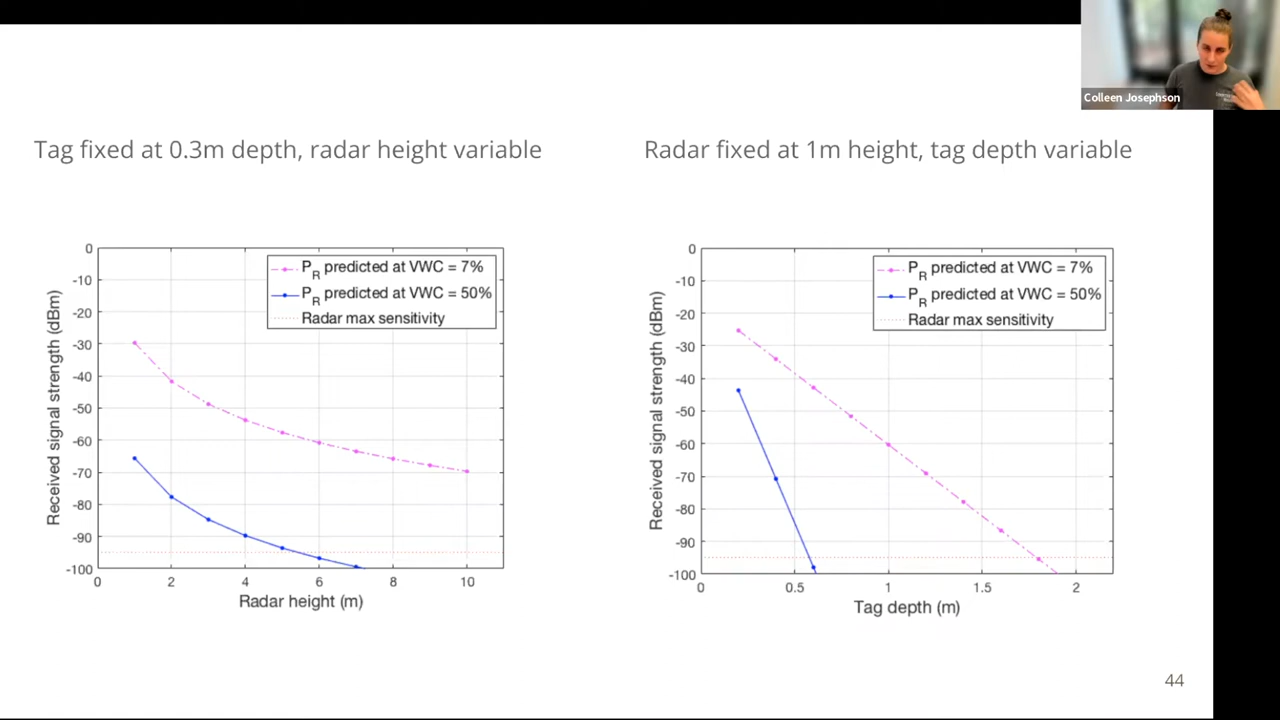 Colleen Josephson
Tag fixed at 0.3m depth, radar height variable
Radar fixed at 1m height, tag depth variable
Received signal strength (dBm)
0
-10
-20
-30
-40
-50
-60
-70
-80
-90
-100
P_R predicted at VWC = 7%
P_R predicted at VWC = 50%
Radar max sensitivity
0 2 4 6 8 10
Radar height (m)
Received signal strength (dBm)
0
-10
-20
-30
-40
-50
-60
-70
-80
-90
-100
P_R predicted at VWC = 7%
P_R predicted at VWC = 50%
Radar max sensitivity
0 0.5 1 1.5 2
Tag depth (m)
44